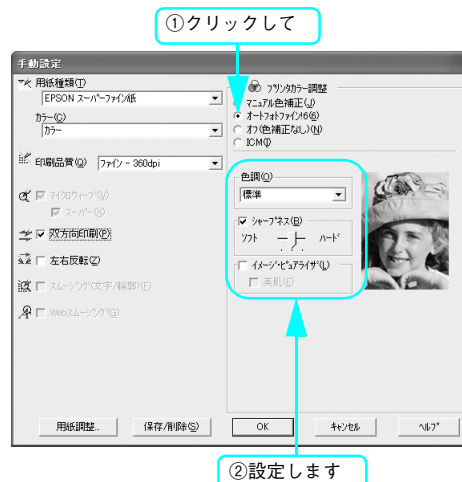 ①クリックして
手動設定
用紙種類(T)
EPSON スーパーファイン紙
カラー(C)
カラー
印刷品質(Q) ファイン - 360dpi
マイクロウィーブ(V)
スーパー(X)
双方向印刷(P)
左右反転(Z)
スムージング(文字/輪郭)(F)
Webスムージング(G)
プリンタカラー調整
マニュアル色補正(J)
オートフォトファイン!6(6)
オフ(色補正なし)(N)
ICM(I)
色調(O)
標準
シャープネス(B)
ソフト ハード
イメージ・ピュアライザ(L)
美肌(E)
用紙調整... 保存/削除(S) OK キャンセル ヘルプ
②設定します